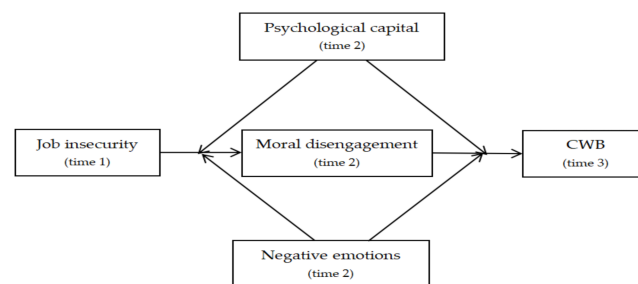 Psychological capital
(time 2)
Job insecurity
(time 1)
Moral disengagement
(time 2)
CWB
(time 3)
Negative emotions
(time 2)